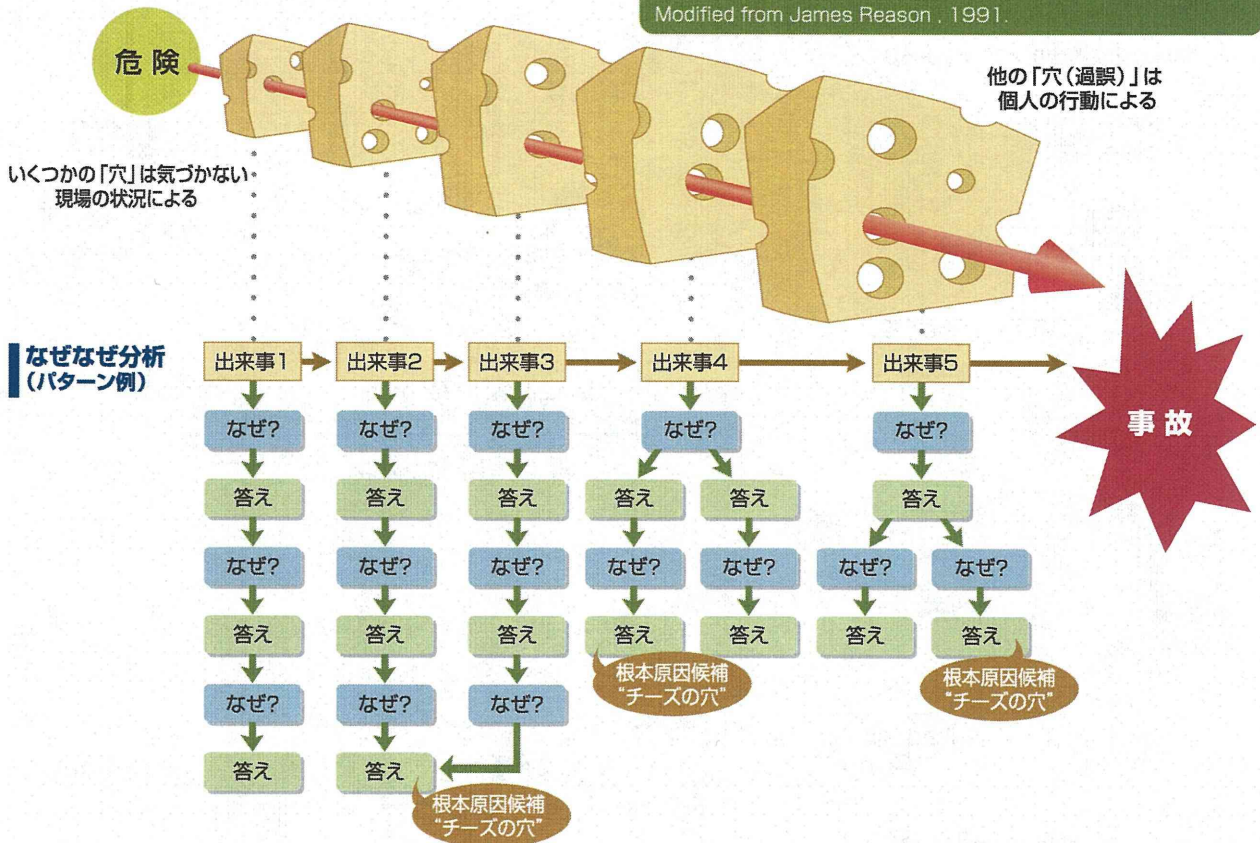 Modified from James Reason , 1991.
危険
他の「穴(過誤)」は
個人の行動による
いくつかの「穴」は気づかない
現場の状況による
なぜなぜ分析
(パターン例)
出来事1
出来事2
出来事3
出来事4
出来事5
事故
なぜ?
なぜ?
なぜ?
なぜ?
なぜ?
答え
答え
答え
答え
答え
答え
なぜ?
なぜ?
なぜ?
なぜ?
なぜ?
なぜ?
なぜ?
答え
答え
答え
答え
答え
答え
答え
根本原因候補
“チーズの穴”
根本原因候補
“チーズの穴”
なぜ?
なぜ?
なぜ?
答え
答え
根本原因候補
“チーズの穴”